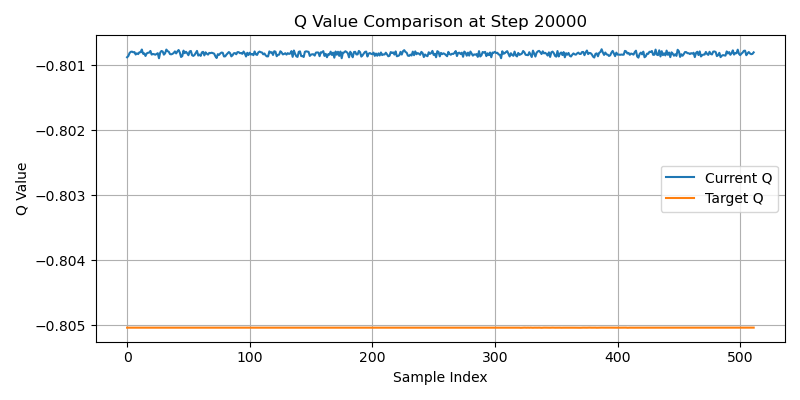 Q Value Comparison at Step 20000
Q Value
−0.801
−0.802
−0.803
−0.804
−0.805
Current Q
Target Q
0 100 200 300 400 500
Sample Index